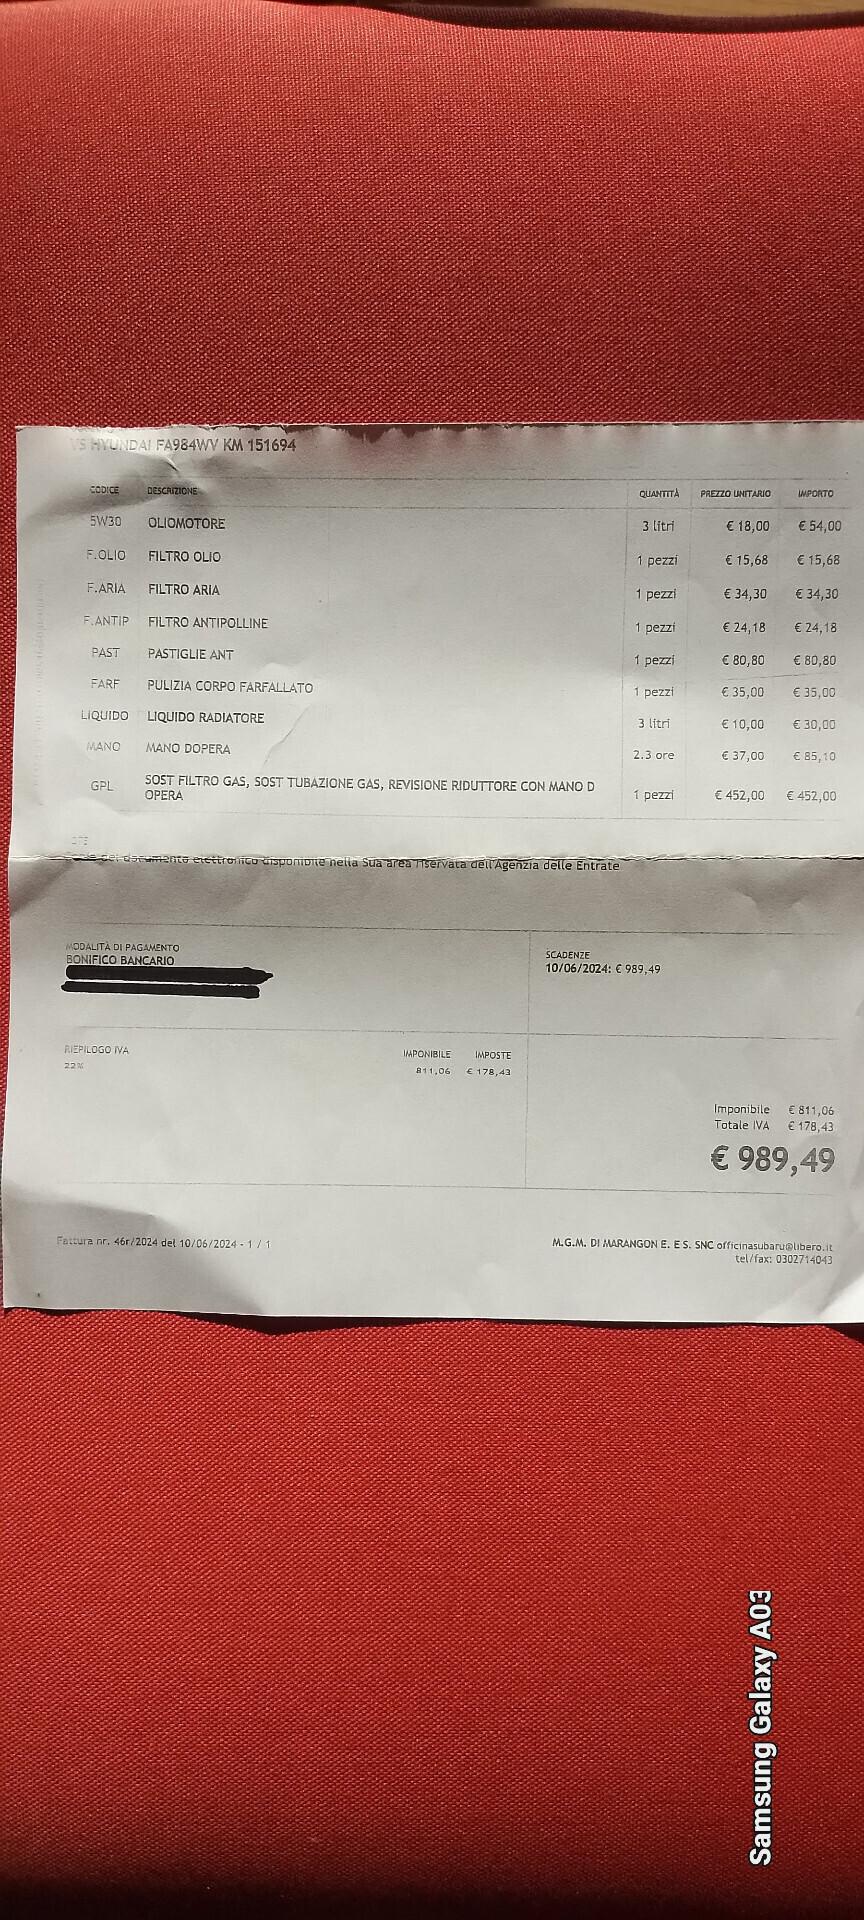 VS HYUNDAI FA984WV KM 151694
CODICE DESCRIZIONE QUANTITÀ PREZZO UNITARIO IMPORTO
5W30 OLIOMOTORE 3 litri € 18,00 € 54,00
F.OLIO FILTRO OLIO 1 pezzi € 15,68 € 15,68
F.ARIA FILTRO ARIA 1 pezzi € 34,30 € 34,30
F.ANTIP FILTRO ANTIPOLLINE 1 pezzi € 24,18 € 24,18
PAST PASTIGLIE ANT 1 pezzi € 80,80 € 80,80
FARF PULIZIA CORPO FARFALLATO 1 pezzi € 35,00 € 35,00
LIQUIDO LIQUIDO RADIATORE 3 litri € 10,00 € 30,00
MANO MANO DOPERA 2.3 ore € 37,00 € 85,10
GPL SOST FILTRO GAS, SOST TUBAZIONE GAS, REVISIONE RIDUTTORE CON MANO D
OPERA 1 pezzi € 452,00 € 452,00
del documento elettronico disponibile nella Sua area riservata dell'Agenzia delle Entrate
MODALITÀ DI PAGAMENTO
BONIFICO BANCARIO
SCADENZE
10/06/2024: € 989,49
RIEPILOGO IVA IMPONIBILE IMPOSTE
22% 811,06 € 178,43
Imponibile € 811,06
Totale IVA € 178,43
€ 989,49
Fattura nr. 46r/2024 del 10/06/2024 - 1 / 1
M.G.M. DI MARANGON E. E S. SNC officinasubaru@libero.it
tel/fax: 0302714043
Samsung Galaxy A03